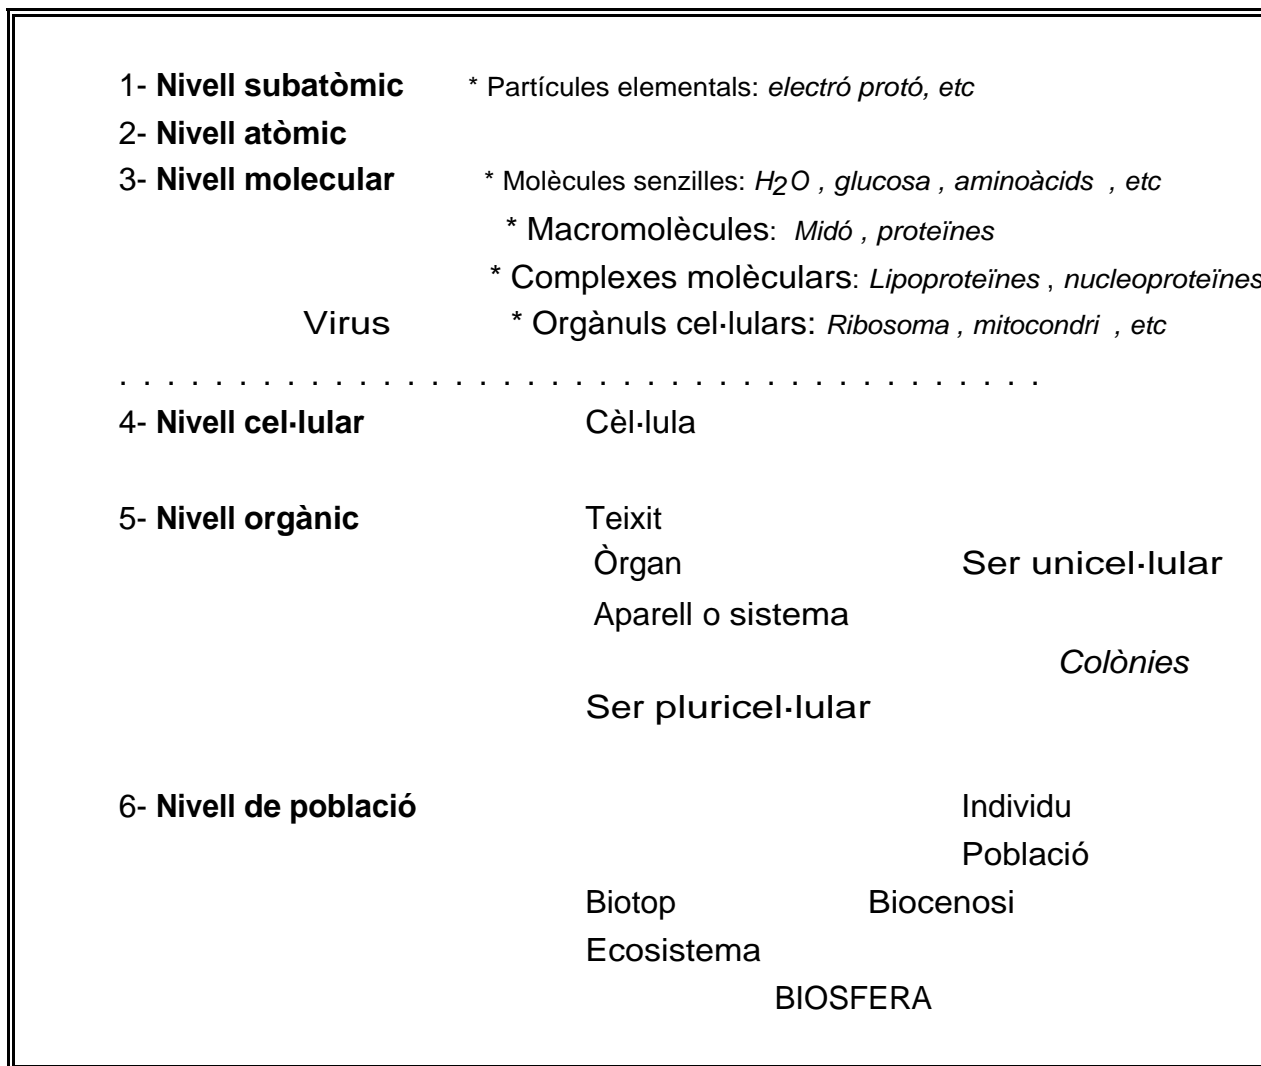 1- Nivell subatòmic * Partícules elementals: electró protó, etc
2- Nivell atòmic
3- Nivell molecular * Molècules senzilles: H2O , glucosa , aminoàcids , etc
* Macromolècules: Midó , proteïnes
* Complexes molèculars: Lipoproteïnes , nucleoproteïnes
Virus * Orgànuls cel·lulars: Ribosoma , mitocondri , etc
. . . . . . . . . . . . . . . . . . . . . . . . . . . . . . . . . . . . . . .
4- Nivell cel·lular Cèl·lula
5- Nivell orgànic Teixit
Òrgan Ser unicel·lular
Aparell o sistema
Colònies
Ser pluricel·lular
6- Nivell de població Individu
Població
Biotop Biocenosi
Ecosistema
BIOSFERA